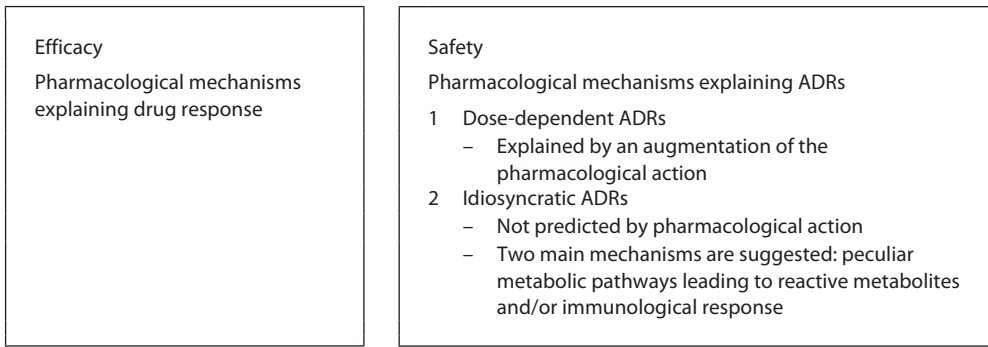 Efficacy
Pharmacological mechanisms
explaining drug response
Safety
Pharmacological mechanisms explaining ADRs
1 Dose-dependent ADRs
– Explained by an augmentation of the
pharmacological action
2 Idiosyncratic ADRs
– Not predicted by pharmacological action
– Two main mechanisms are suggested: peculiar
metabolic pathways leading to reactive metabolites
and/or immunological response